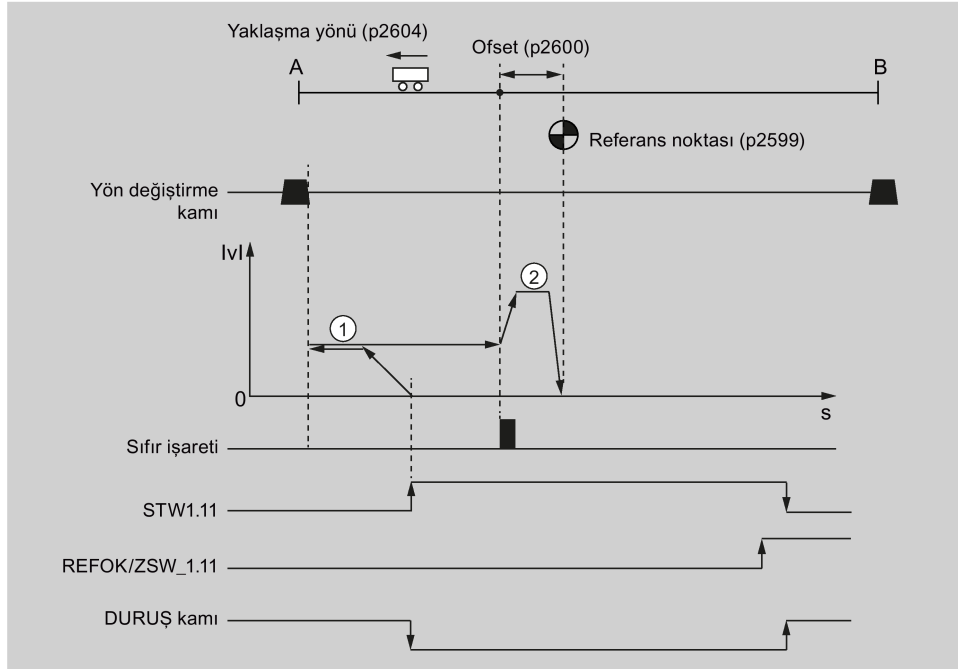 Yaklaşma yönü (p2604)
Ofset (p2600)
A
B
Referans noktası (p2599)
Yön değiştirme
kamı
IvI
2
1
0
s
Sıfır işareti
STW1.11
REFOK/ZSW_1.11
DURUŞ kamı